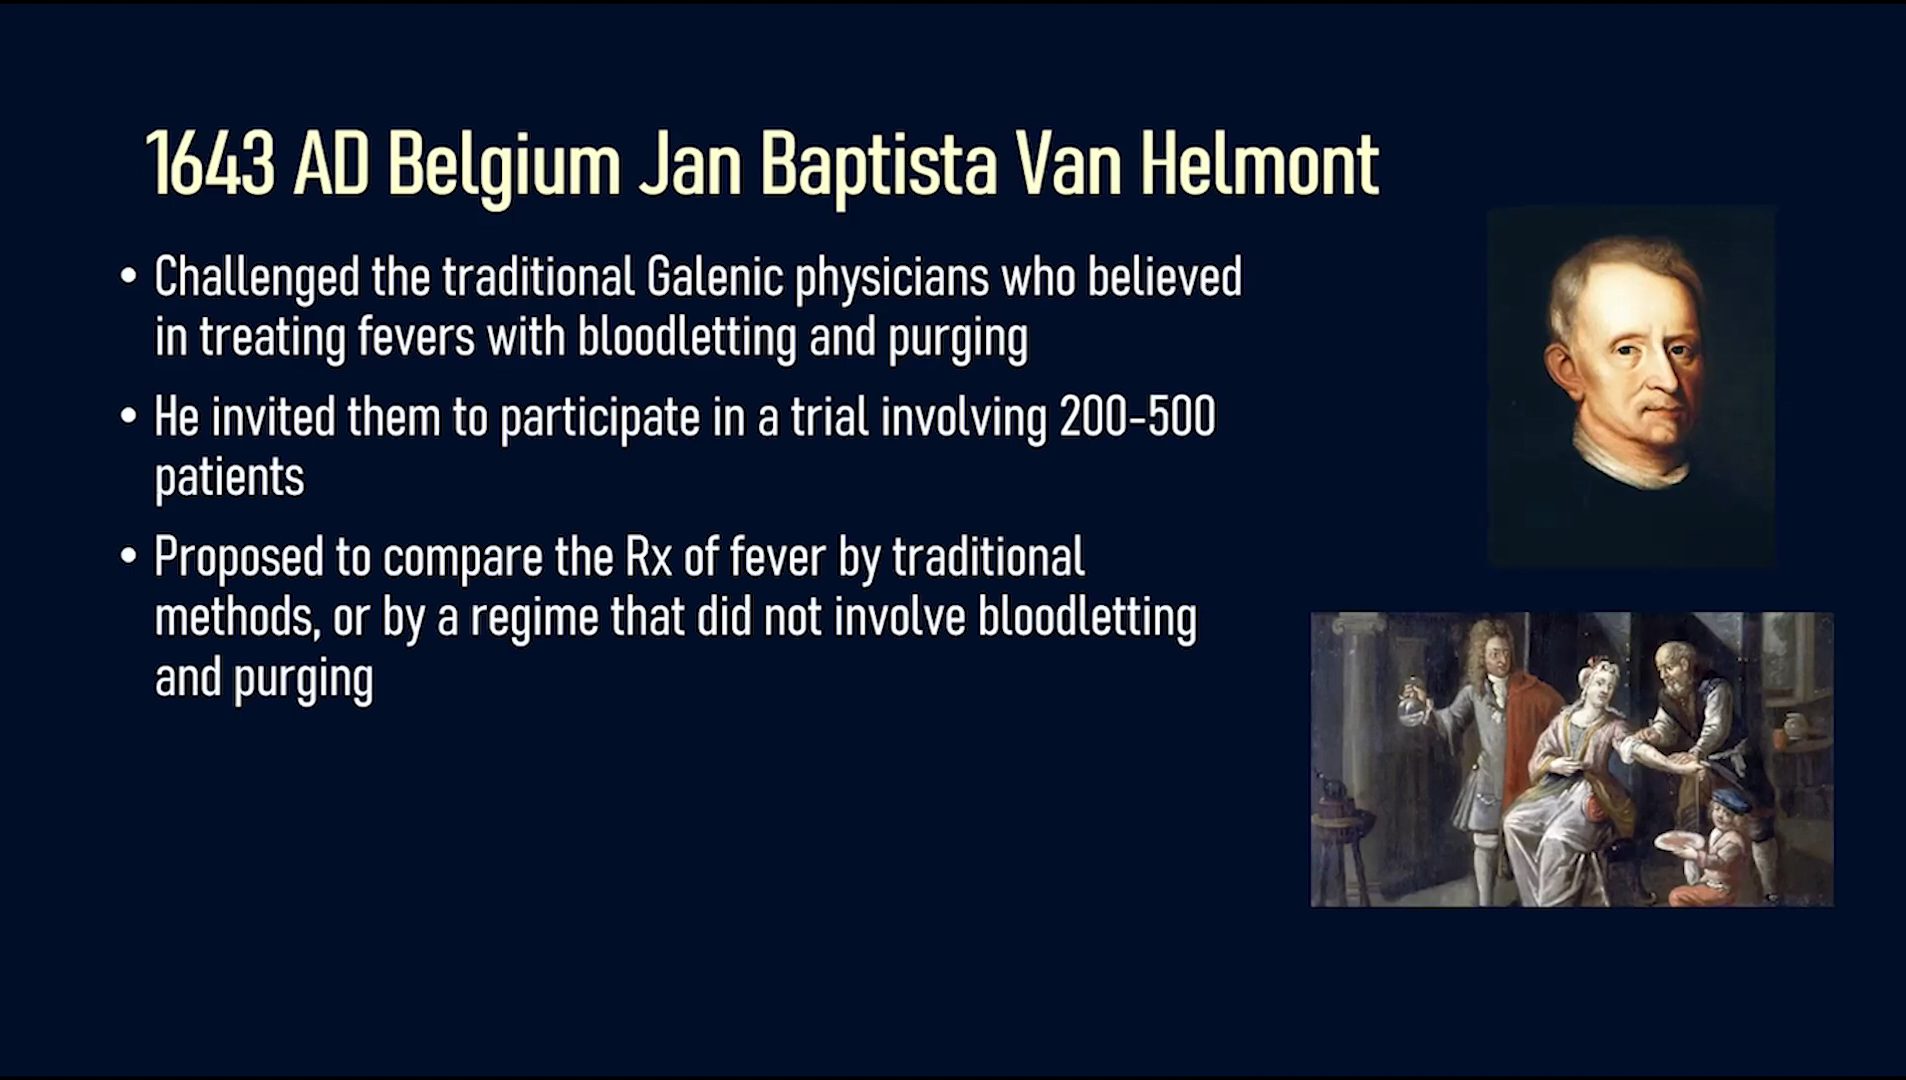 1643 AD Belgium Jan Baptista Van Helmont
• Challenged the traditional Galenic physicians who believed
in treating fevers with bloodletting and purging
• He invited them to participate in a trial involving 200-500
patients
• Proposed to compare the Rx of fever by traditional
methods, or by a regime that did not involve bloodletting
and purging